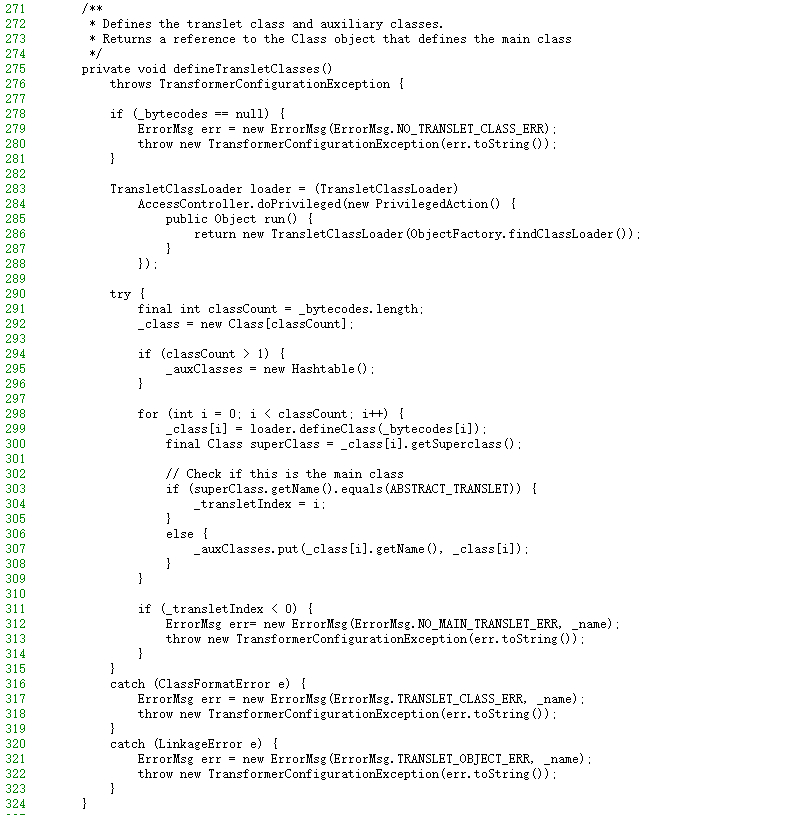 271 /**
272 * Defines the translet class and auxiliary classes.
273 * Returns a reference to the Class object that defines the main class
274 */
275 private void defineTransletClasses()
276 throws TransformerConfigurationException {
277
278 if (_bytecodes == null) {
279 ErrorMsg err = new ErrorMsg(ErrorMsg.NO_TRANSLET_CLASS_ERR);
280 throw new TransformerConfigurationException(err.toString());
281 }
282
283 TransletClassLoader loader = (TransletClassLoader)
284 AccessController.doPrivileged(new PrivilegedAction() {
285 public Object run() {
286 return new TransletClassLoader(ObjectFactory.findClassLoader());
287 }
288 });
289
290 try {
291 final int classCount = _bytecodes.length;
292 _class = new Class[classCount];
293
294 if (classCount > 1) {
295 _auxClasses = new Hashtable();
296 }
297
298 for (int i = 0; i < classCount; i++) {
299 _class[i] = loader.defineClass(_bytecodes[i]);
300 final Class superClass = _class[i].getSuperclass();
301
302 // Check if this is the main class
303 if (superClass.getName().equals(ABSTRACT_TRANSLET)) {
304 _transletIndex = i;
305 }
306 else {
307 _auxClasses.put(_class[i].getName(), _class[i]);
308 }
309 }
310
311 if (_transletIndex < 0) {
312 ErrorMsg err= new ErrorMsg(ErrorMsg.NO_MAIN_TRANSLET_ERR, _name);
313 throw new TransformerConfigurationException(err.toString());
314 }
315 }
316 catch (ClassFormatError e) {
317 ErrorMsg err = new ErrorMsg(ErrorMsg.TRANSLET_CLASS_ERR, _name);
318 throw new TransformerConfigurationException(err.toString());
319 }
320 catch (LinkageError e) {
321 ErrorMsg err = new ErrorMsg(ErrorMsg.TRANSLET_OBJECT_ERR, _name);
322 throw new TransformerConfigurationException(err.toString());
323 }
324 }